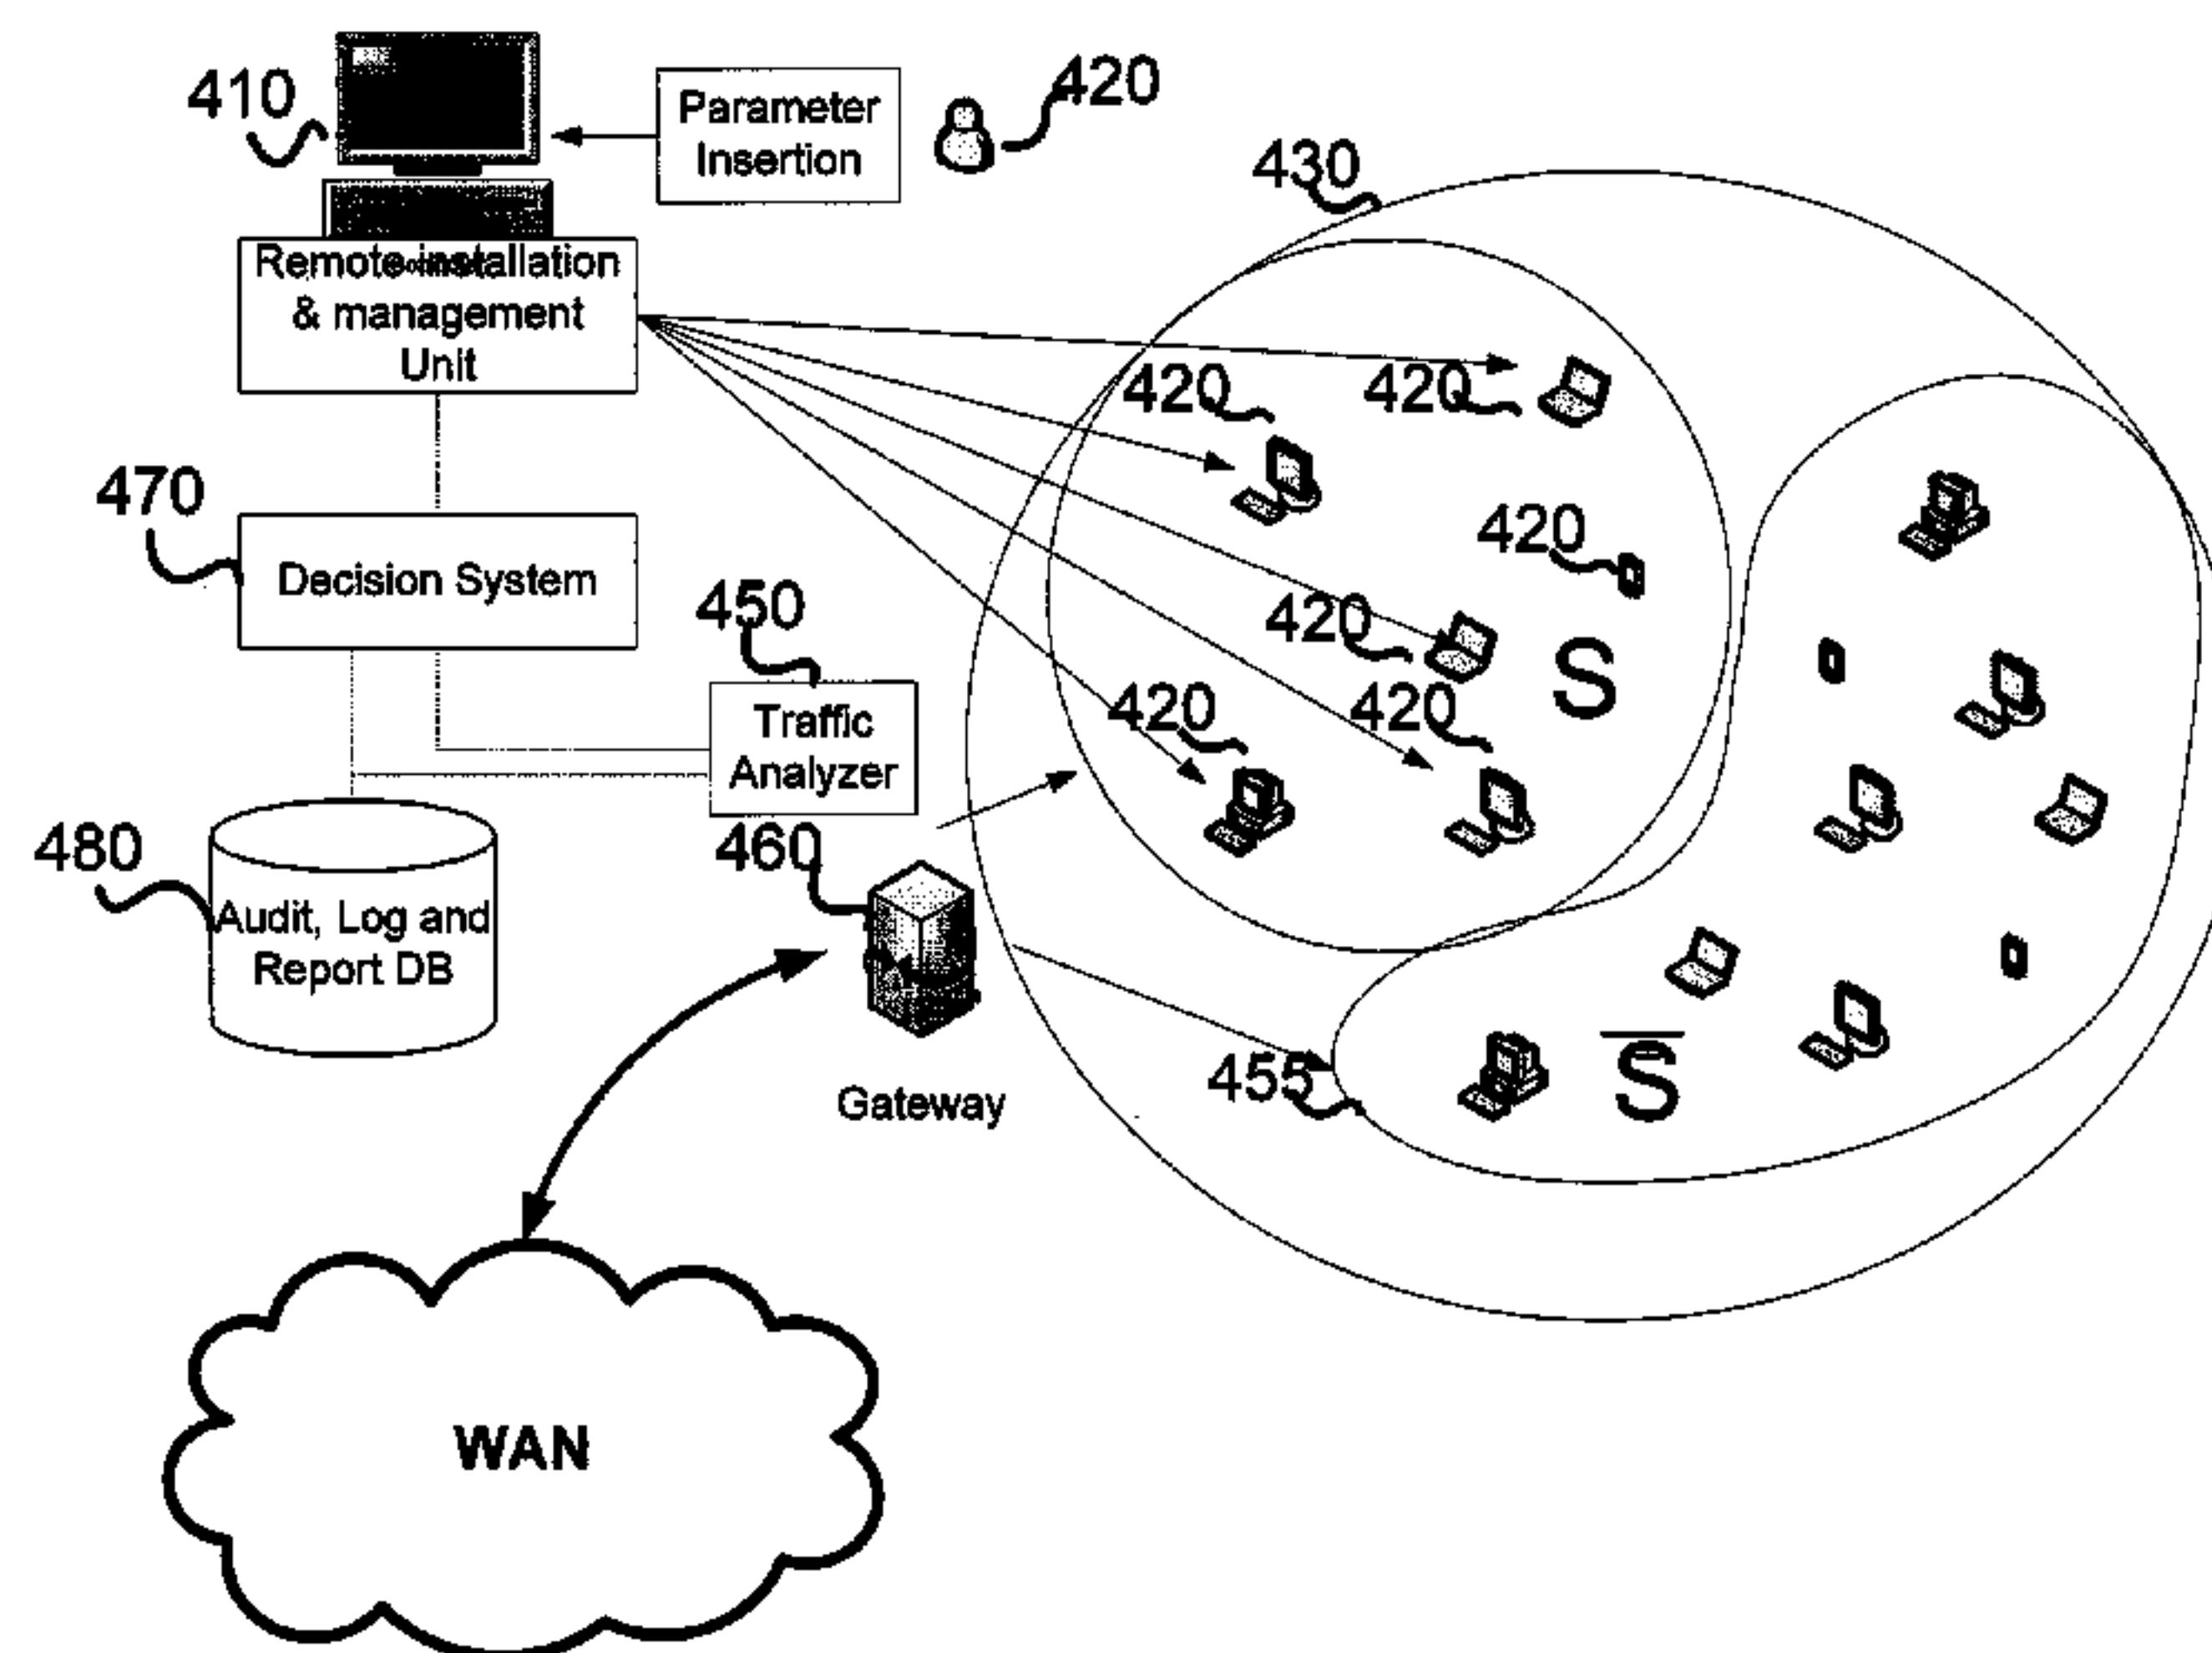 410
Parameter
Insertion
420
430
Remote installation
& management
Unit
420
420
470
Decision System
420
450
420
S
Traffic
Analyzer
420
420
480
460
Audit, Log and
Report DB
455
S̅
Gateway
WAN